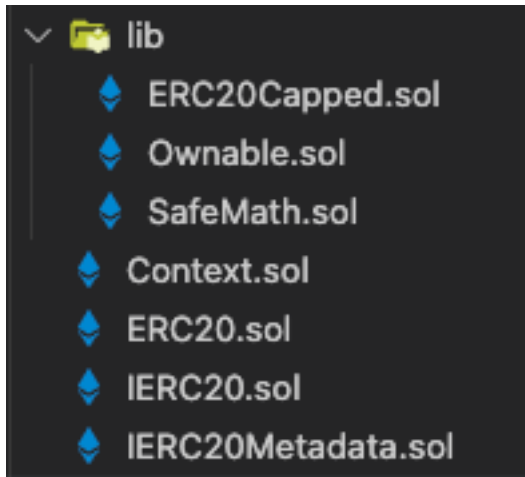 lib
ERC20Capped.sol
Ownable.sol
SafeMath.sol
Context.sol
ERC20.sol
IERC20.sol
IERC20Metadata.sol